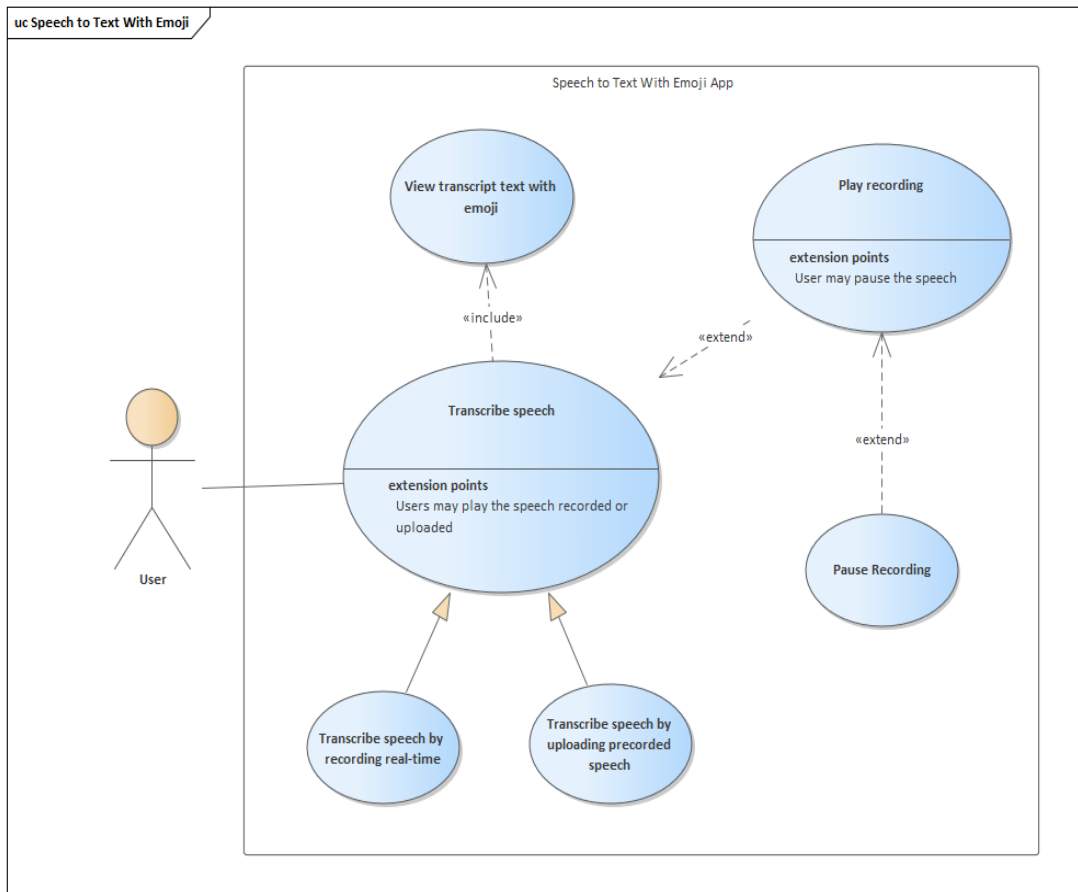 uc Speech to Text With Emoji
Speech to Text With Emoji App
View transcript text with
emoji
Play recording
extension points
User may pause the speech
«include»
«extend»
Transcribe speech
extension points
Users may play the speech recorded or
uploaded
«extend»
User
Pause Recording
Transcribe speech by
recording real-time
Transcribe speech by
uploading precorded
speech